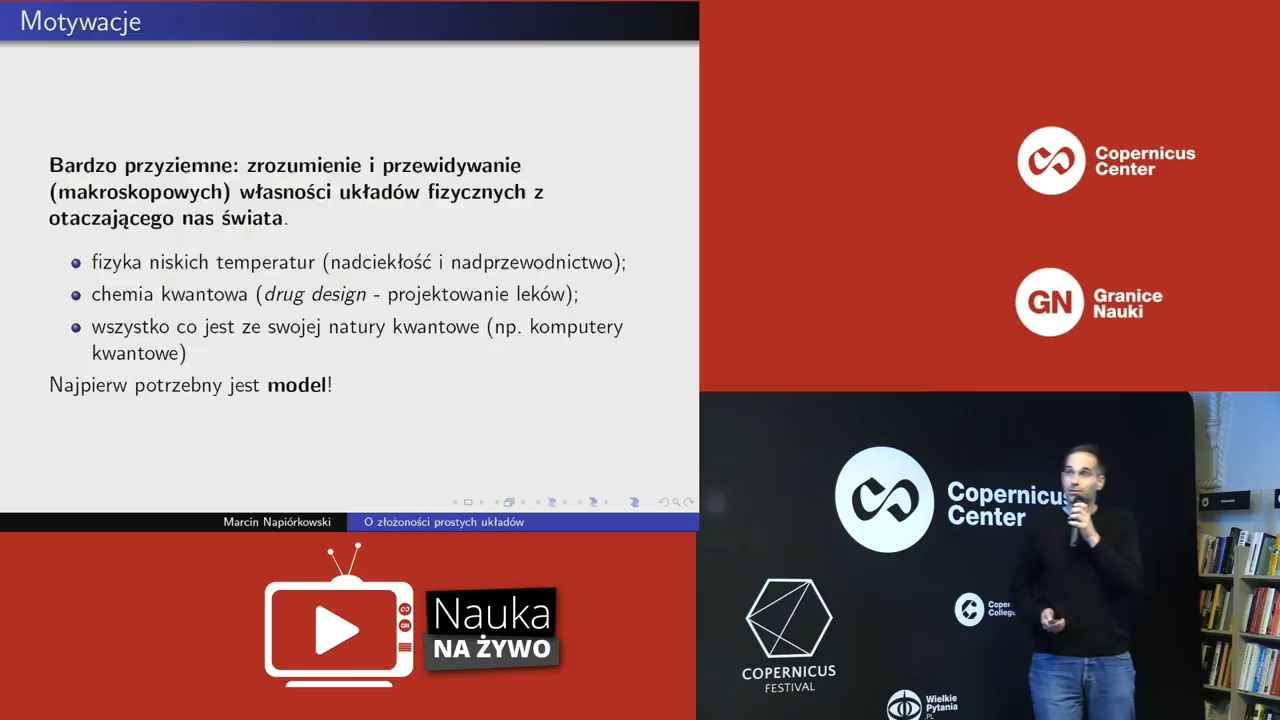 Motywacje
Bardzo przyziemne: zrozumienie i przewidywanie
(makroskopowych) własności układów fizycznych z
otaczającego nas świata.
fizyka niskich temperatur (nadciekłość i nadprzewodnictwo);
chemia kwantowa (drug design - projektowanie leków);
wszystko co jest ze swojej natury kwantowe (np. komputery
kwantowe)
Najpierw potrzebny jest model!
Marcin Napiórkowski
O złożoności prostych układów
Nauka
NA ŻYWO
Copernicus
Center
GN
Granice
Nauki
Copernicus
Center
COPERNICUS
FESTIVAL
Wielkie
Pytania
.PL